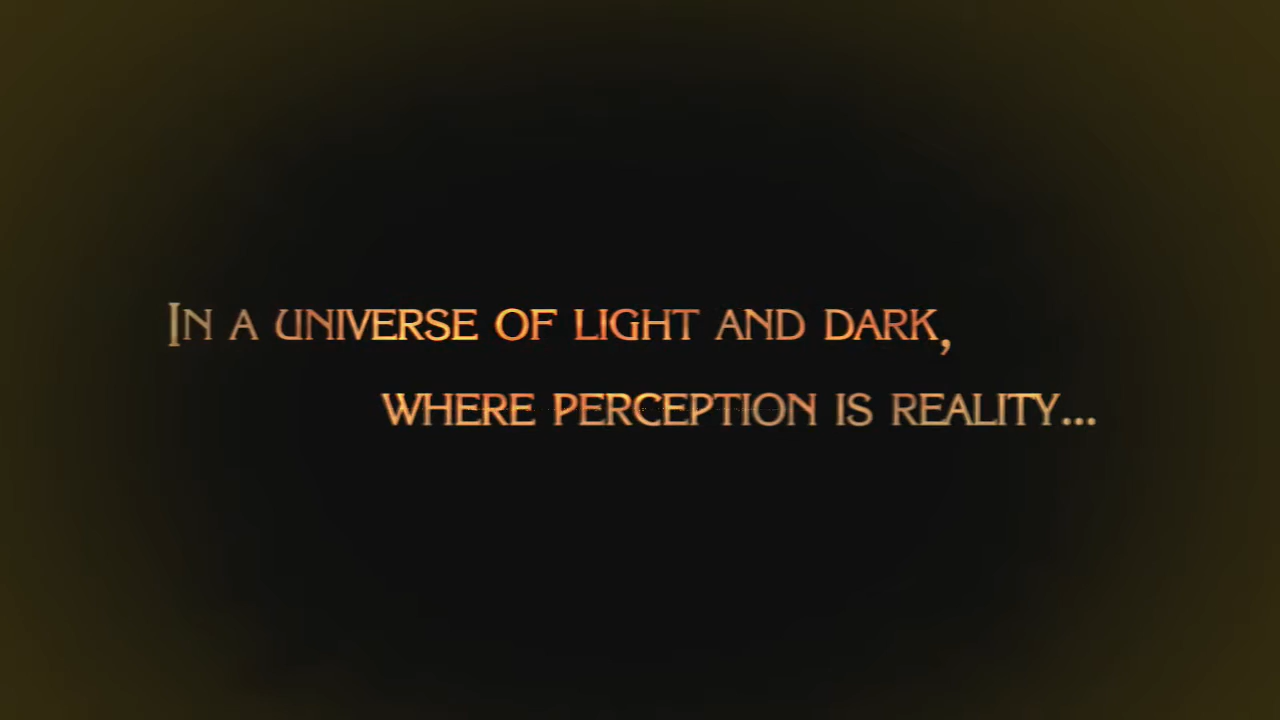 In a universe of light and dark,
where perception is reality...